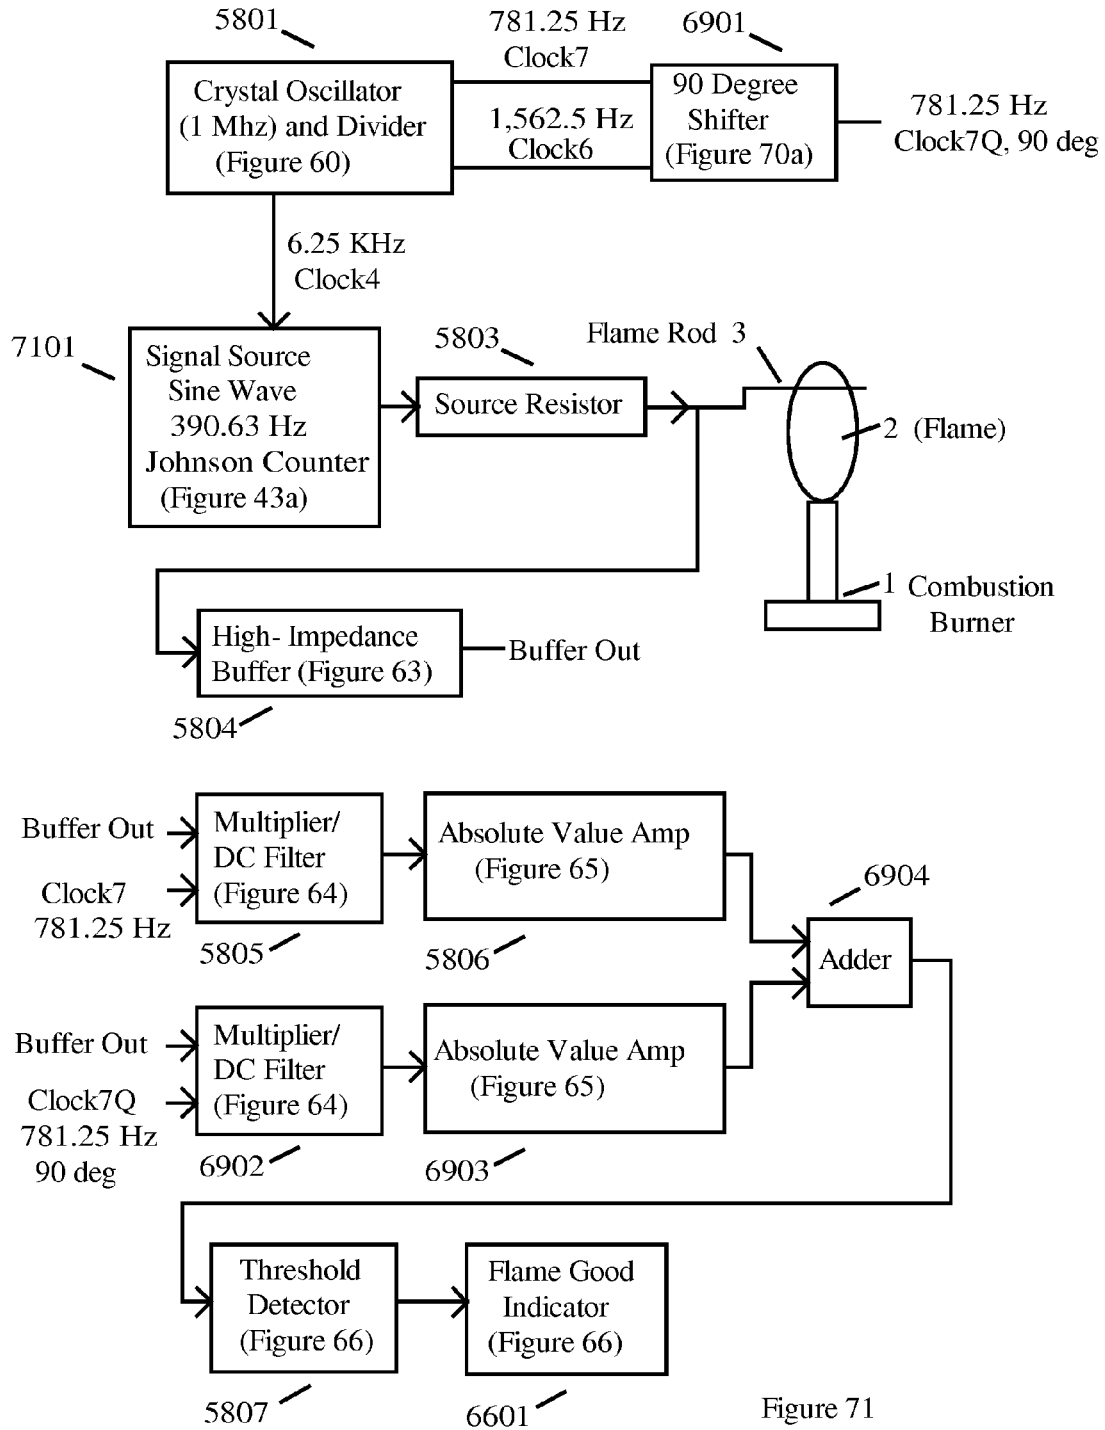 5801
781.25 Hz
Clock7
6901
Crystal Oscillator
(1 Mhz) and Divider
(Figure 60)
1,562.5 Hz
Clock6
90 Degree
Shifter
(Figure 70a)
781.25 Hz
Clock7Q, 90 deg
6.25 KHz
Clock4
7101
Signal Source
Sine Wave
390.63 Hz
Johnson Counter
(Figure 43a)
5803
Source Resistor
Flame Rod 3
2 (Flame)
1 Combustion
Burner
High- Impedance
Buffer (Figure 63)
Buffer Out
5804
Buffer Out
Clock7
781.25 Hz
Multiplier/
DC Filter
(Figure 64)
5805
Absolute Value Amp
(Figure 65)
5806
6904
Adder
Buffer Out
Clock7Q
781.25 Hz
90 deg
Multiplier/
DC Filter
(Figure 64)
6902
Absolute Value Amp
(Figure 65)
6903
Threshold
Detector
(Figure 66)
5807
Flame Good
Indicator
(Figure 66)
6601
Figure 71